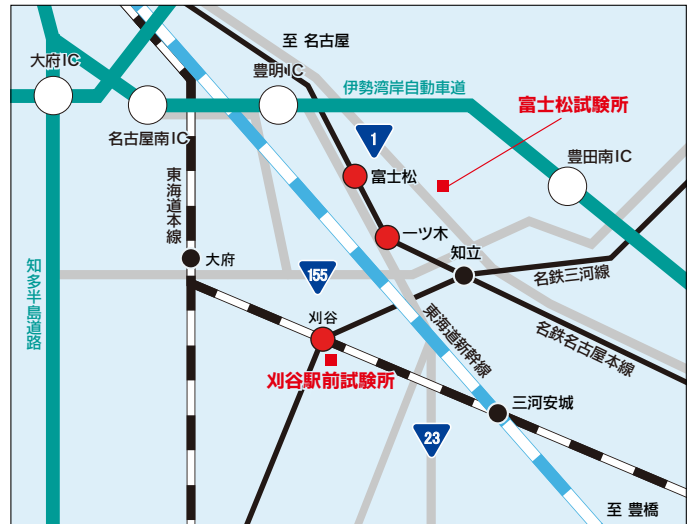 至 名古屋
大府IC
豊明IC
伊勢湾岸自動車道
富士松試験所
名古屋南IC
1
豊田南IC
東海道本線
富士松
一ツ木
知立
大府
知多半島道路
155
名鉄三河線
刈谷
東海道新幹線
名鉄名古屋本線
刈谷駅前試験所
三河安城
23
至 豊橋